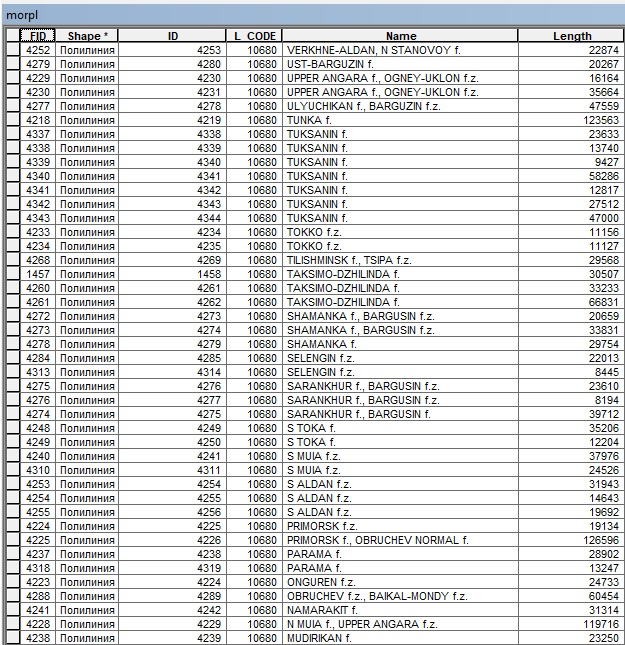 morpl
FID Shape * ID L_CODE Name Length
4252 Полилиния 4253 10680 VERKHNE-ALDAN, N STANOVOY f. 22874
4279 Полилиния 4280 10680 UST-BARGUZIN f. 20267
4229 Полилиния 4230 10680 UPPER ANGARA f., OGNEY-UKLON f.z. 16164
4230 Полилиния 4231 10680 UPPER ANGARA f., OGNEY-UKLON f.z. 35664
4277 Полилиния 4278 10680 ULYUCHIKAN f., BARGUZIN f.z. 47559
4218 Полилиния 4219 10680 TUNKA f. 123563
4337 Полилиния 4338 10680 TUKSANIN f. 23633
4338 Полилиния 4339 10680 TUKSANIN f. 13740
4339 Полилиния 4340 10680 TUKSANIN f. 9427
4340 Полилиния 4341 10680 TUKSANIN f. 58286
4341 Полилиния 4342 10680 TUKSANIN f. 12817
4342 Полилиния 4343 10680 TUKSANIN f. 27512
4343 Полилиния 4344 10680 TUKSANIN f. 47000
4233 Полилиния 4234 10680 TOKKO f.z. 11156
4234 Полилиния 4235 10680 TOKKO f.z. 11127
4268 Полилиния 4269 10680 TILISHMINSK f., TSIPA f.z. 29568
1457 Полилиния 1458 10680 TAKSIMO-DZHILINDA f. 30507
4260 Полилиния 4261 10680 TAKSIMO-DZHILINDA f. 33233
4261 Полилиния 4262 10680 TAKSIMO-DZHILINDA f. 66831
4272 Полилиния 4273 10680 SHAMANKA f., BARGUSIN f.z. 20659
4273 Полилиния 4274 10680 SHAMANKA f., BARGUSIN f.z. 33831
4278 Полилиния 4279 10680 SHAMANKA f. 29754
4284 Полилиния 4285 10680 SELENGIN f.z. 22013
4313 Полилиния 4314 10680 SELENGIN f.z. 8445
4275 Полилиния 4276 10680 SARANKHUR f., BARGUSIN f.z. 23610
4276 Полилиния 4277 10680 SARANKHUR f., BARGUSIN f.z. 8194
4274 Полилиния 4275 10680 SARANKHUR f., BARGUSIN f. 39712
4248 Полилиния 4249 10680 S TOKA f. 35206
4249 Полилиния 4250 10680 S TOKA f. 12204
4240 Полилиния 4241 10680 S MUIA f.z. 37976
4310 Полилиния 4311 10680 S MUIA f.z. 24526
4253 Полилиния 4254 10680 S ALDAN f.z. 31943
4254 Полилиния 4255 10680 S ALDAN f.z. 14643
4255 Полилиния 4256 10680 S ALDAN f.z. 19692
4224 Полилиния 4225 10680 PRIMORSK f.z. 19134
4225 Полилиния 4226 10680 PRIMORSK f., OBRUCHEV NORMAL f. 126596
4237 Полилиния 4238 10680 PARAMA f. 28902
4318 Полилиния 4319 10680 PARAMA f. 13247
4223 Полилиния 4224 10680 ONGUREN f.z. 24733
4288 Полилиния 4289 10680 OBRUCHEV f.z., BAIKAL-MONDY f.z. 60454
4241 Полилиния 4242 10680 NAMARAKIT f. 31314
4228 Полилиния 4229 10680 N MUIA f., UPPER ANGARA f.z. 119716
4238 Полилиния 4239 10680 MUDIRIKAN f. 23250